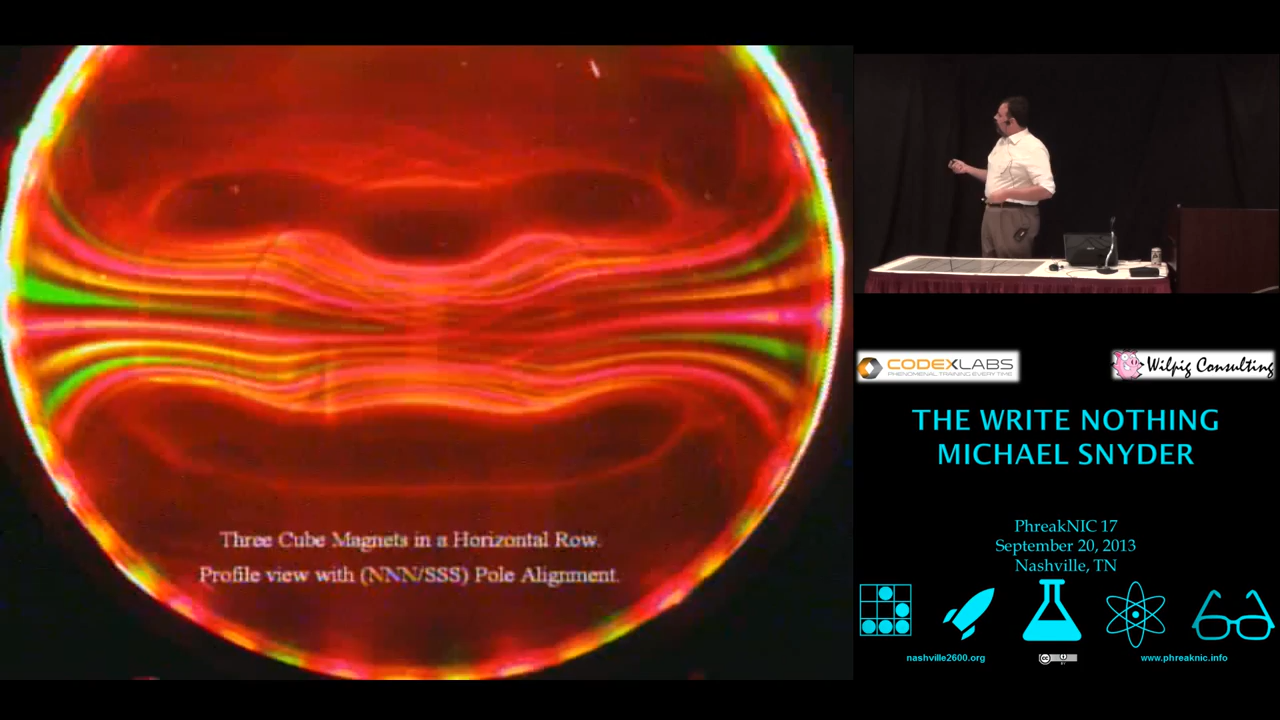 Three Cube Magnets in a Horizontal Row.
Profile view with (NNN/SSS) Pole Alignment.
CODEXLABS
PHENOMENAL TRAINING EVERY TIME
Wilpig Consulting
THE WRITE NOTHING
MICHAEL SNYDER
PhreakNIC 17
September 20, 2013
Nashville, TN
nashville2600.org
www.phreaknic.info